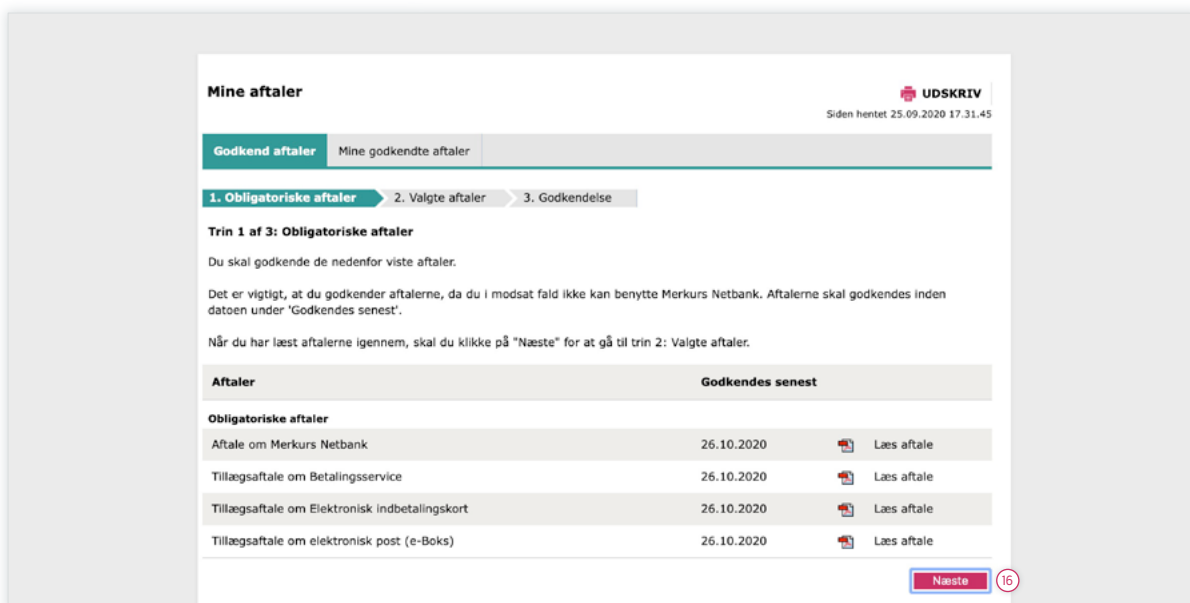 Mine aftaler
UDSKRIV
Siden hentet 25.09.2020 17.31.45
Godkend aftaler Mine godkendte aftaler
1. Obligatoriske aftaler 2. Valgte aftaler 3. Godkendelse
Trin 1 af 3: Obligatoriske aftaler
Du skal godkende de nedenfor viste aftaler.
Det er vigtigt, at du godkender aftalerne, da du i modsat fald ikke kan benytte Merkurs Netbank. Aftalerne skal godkendes inden
datoen under 'Godkendes senest'.
Når du har læst aftalerne igennem, skal du klikke på "Næste" for at gå til trin 2: Valgte aftaler.
Aftaler Godkendes senest
Obligatoriske aftaler
Aftale om Merkurs Netbank 26.10.2020 Læs aftale
Tillægsaftale om Betalingsservice 26.10.2020 Læs aftale
Tillægsaftale om Elektronisk indbetalingskort 26.10.2020 Læs aftale
Tillægsaftale om elektronisk post (e-Boks) 26.10.2020 Læs aftale
Næste 16